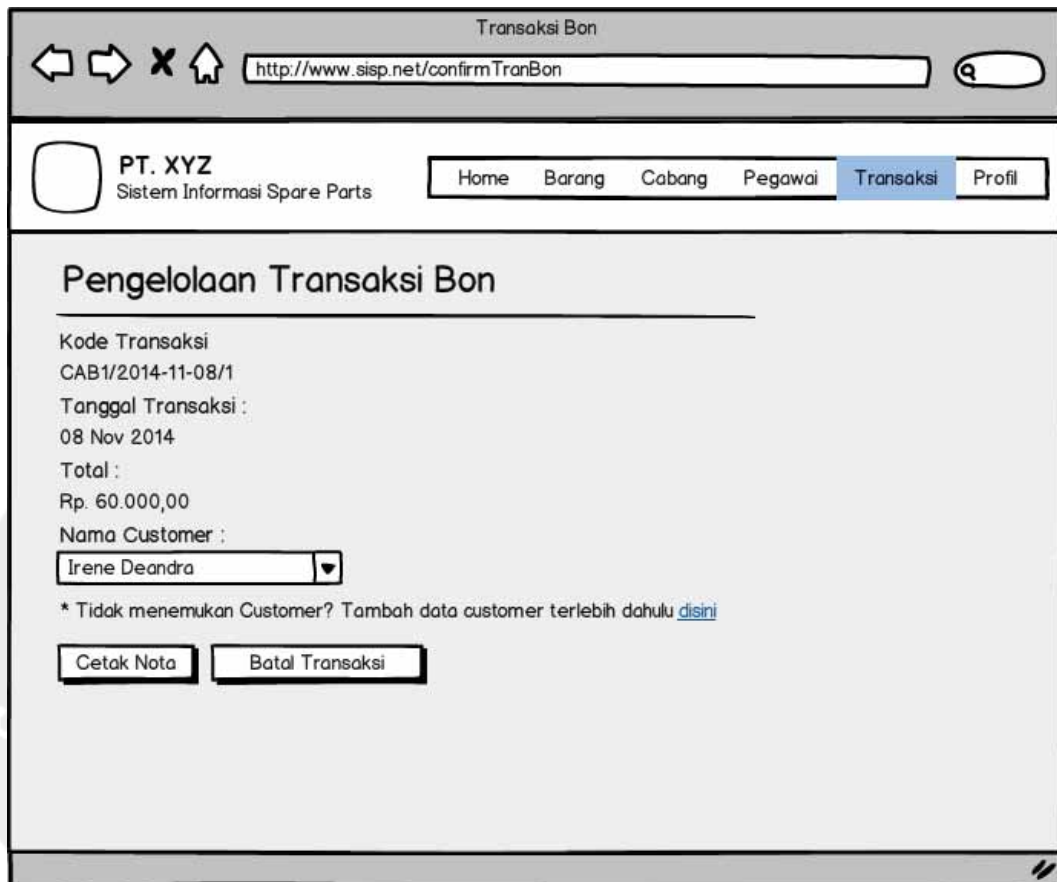 Transaksi Bon
http://www.sisp.net/confirmTranBon
PT. XYZ
Sistem Informasi Spare Parts
Home Barang Cabang Pegawai Transaksi Profil
Pengelolaan Transaksi Bon
Kode Transaksi
CAB1/2014-11-08/1
Tanggal Transaksi :
08 Nov 2014
Total :
Rp. 60.000,00
Nama Customer :
Irene Deandra
* Tidak menemukan Customer? Tambah data customer terlebih dahulu disini
Cetak Nota Batal Transaksi